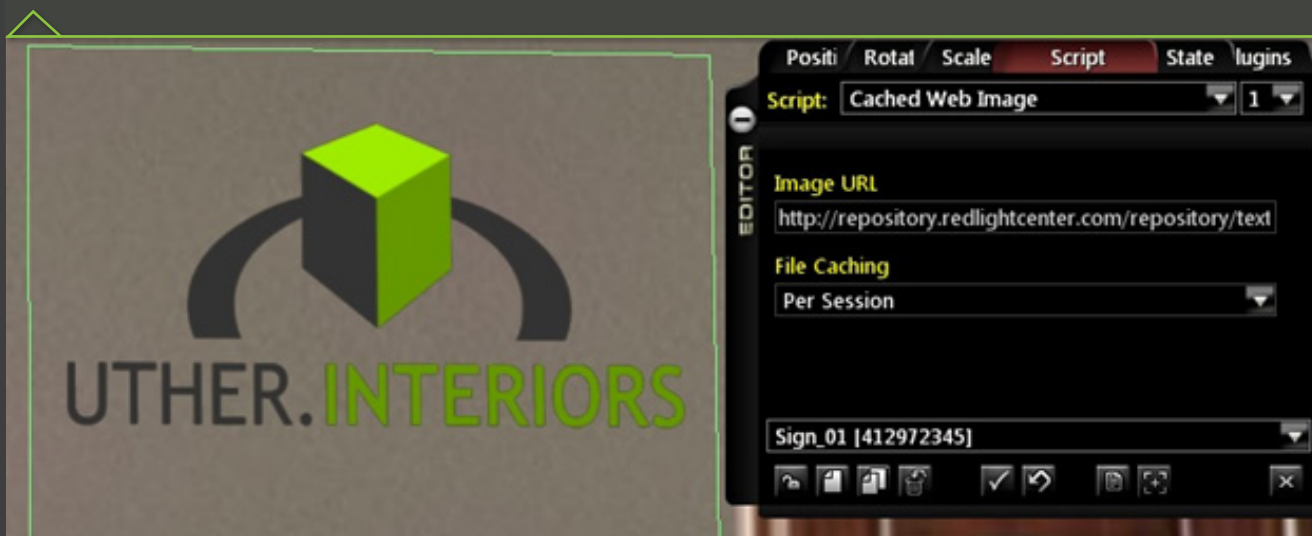 Positi Rotat Scale Script State lugins
Script: Cached Web Image 1
EDITOR
Image URL
http://repository.redlightcenter.com/repository/text
File Caching
Per Session
UTHER.INTERIORS
Sign_01 [412972345]